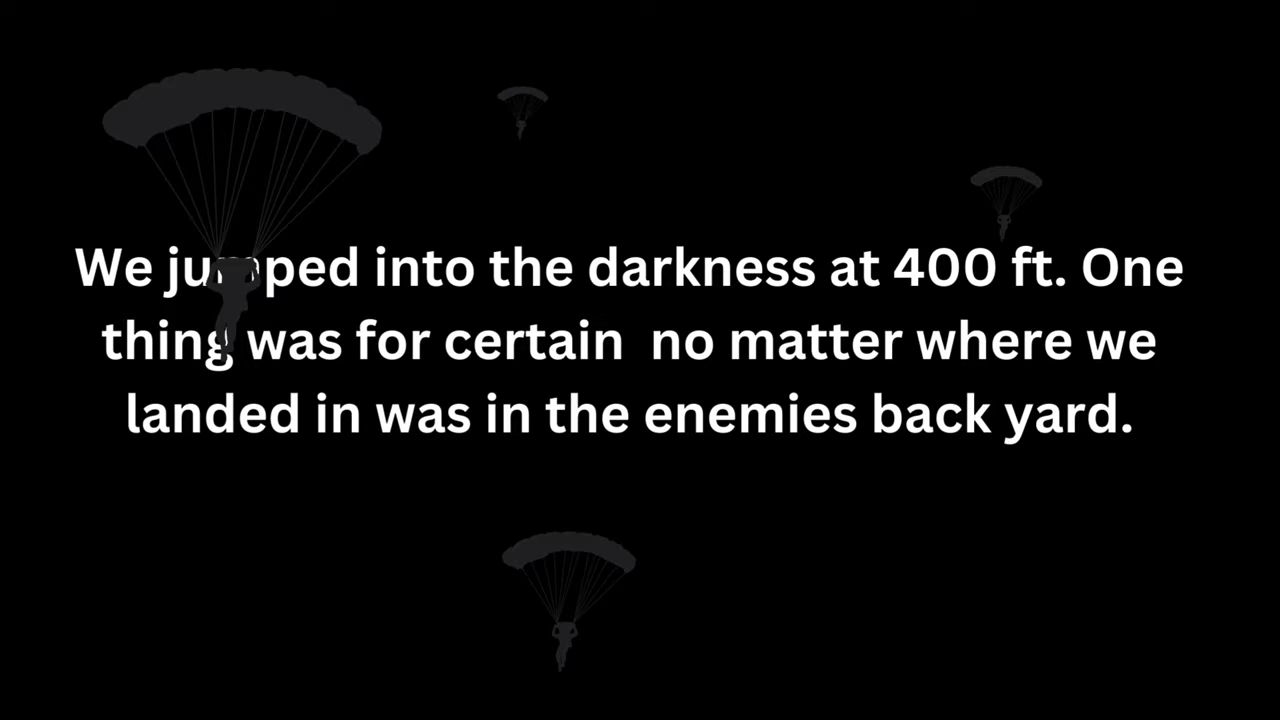 We jumped into the darkness at 400 ft. One
thing was for certain  no matter where we
landed in was in the enemies back yard.